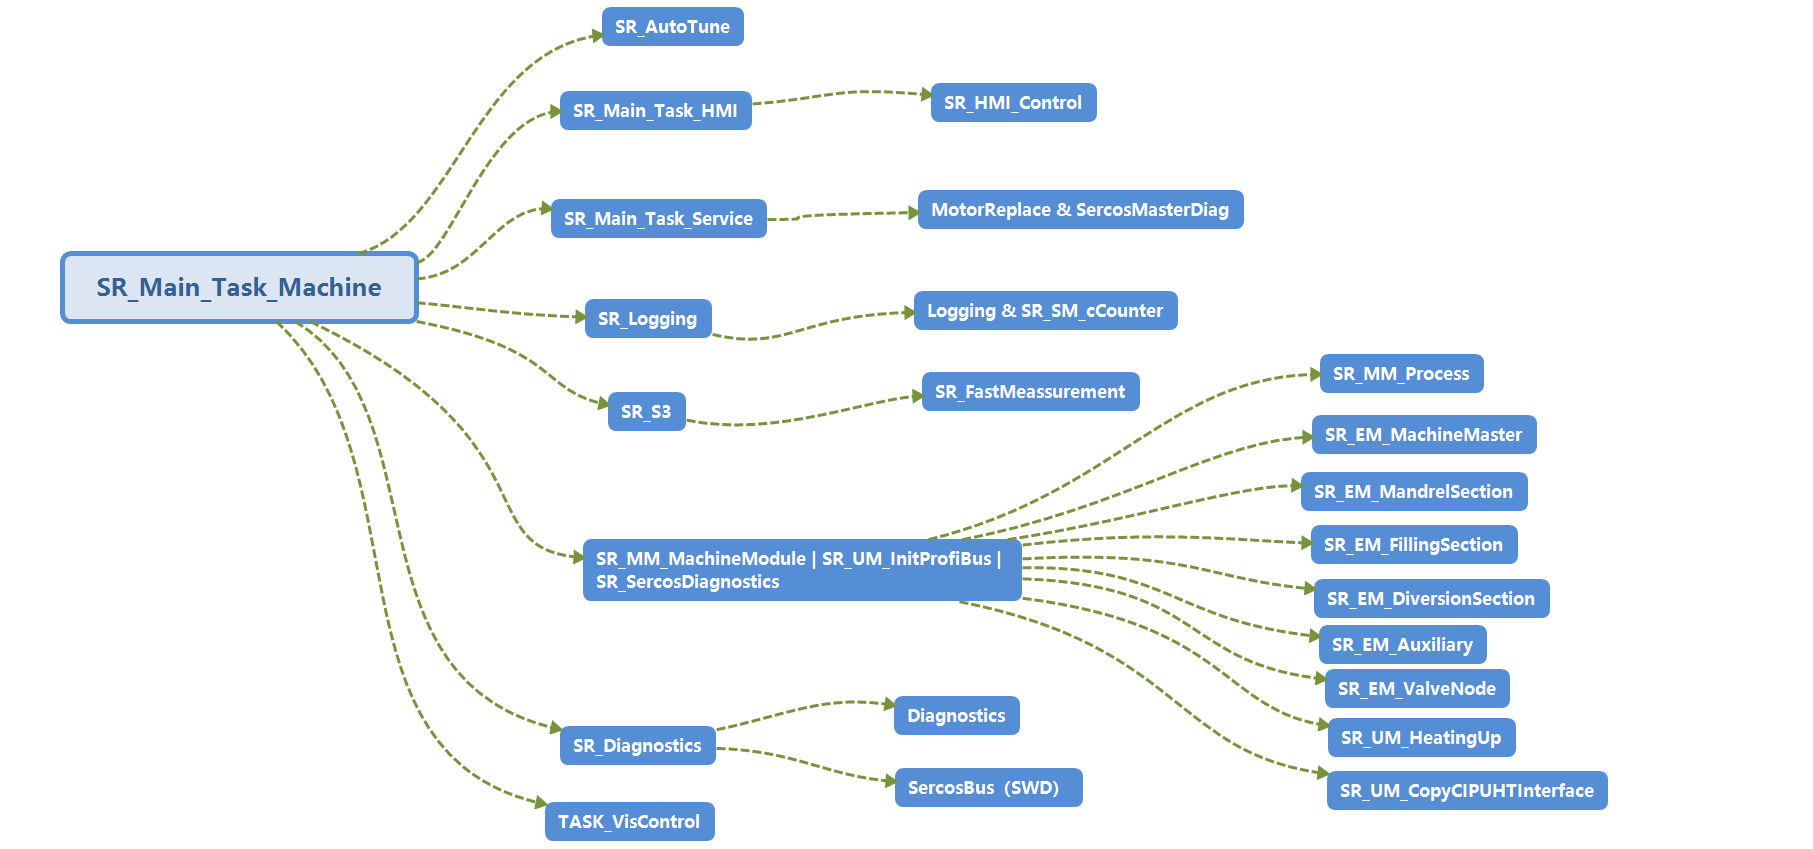 SR_AutoTune
SR_Main_Task_HMI
SR_HMI_Control
SR_Main_Task_Service
MotorReplace & SercosMasterDiag
SR_Main_Task_Machine
SR_Logging
Logging & SR_SM_cCounter
SR_S3
SR_FastMeassurement
SR_MM_Process
SR_EM_MachineMaster
SR_EM_MandrelSection
SR_EM_FillingSection
SR_MM_MachineModule | SR_UM_InitProfiBus |
SR_SercosDiagnostics
SR_EM_DiversionSection
SR_EM_Auxiliary
SR_EM_ValveNode
SR_UM_HeatingUp
SR_UM_CopyCIPUHTInterface
SR_Diagnostics
Diagnostics
SercosBus（SWD）
TASK_VisControl